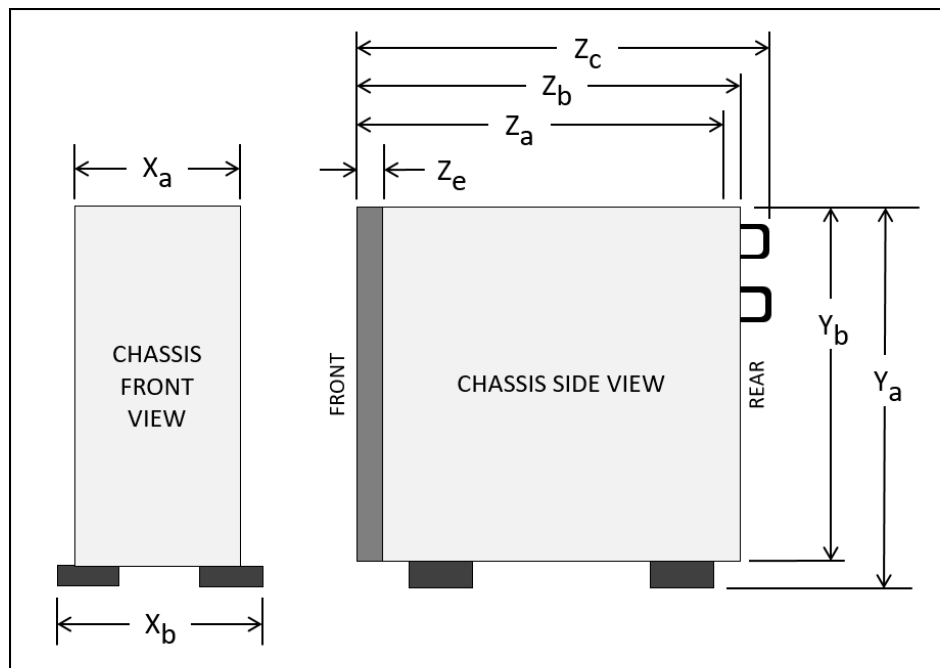 Zc
Zb
Za
Xa
Ze
CHASSIS
FRONT
VIEW
FRONT
CHASSIS SIDE VIEW
REAR
Yb
Ya
Xb